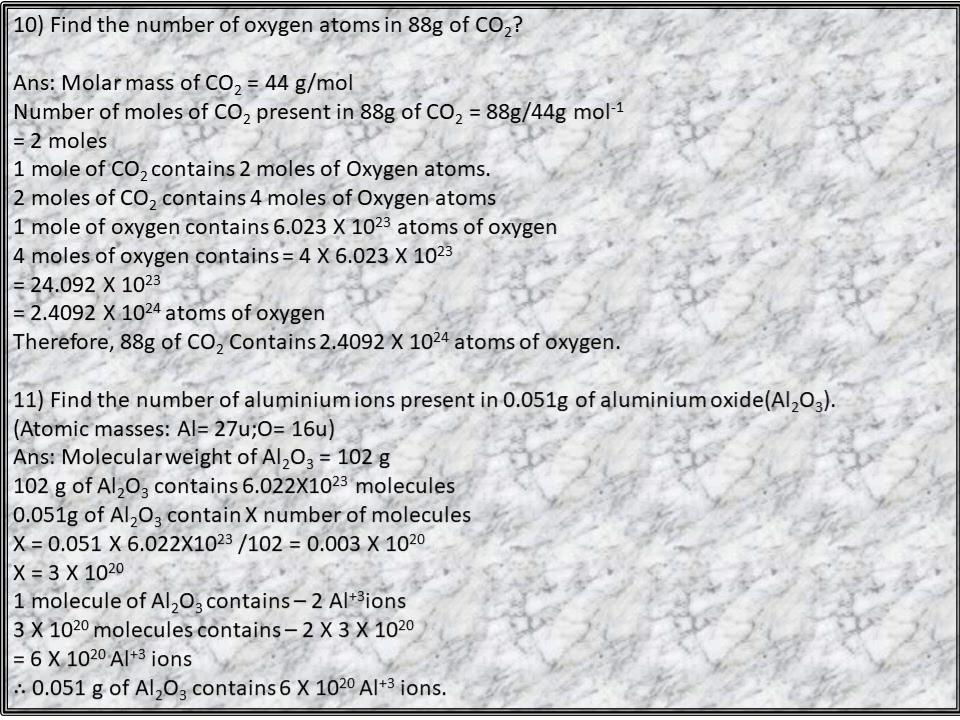 10) Find the number of oxygen atoms in 88g of CO₂?
Ans: Molar mass of CO₂ = 44 g/mol
Number of moles of CO₂ present in 88g of CO₂ = 88g/44g mol⁻¹
= 2 moles
1 mole of CO₂ contains 2 moles of Oxygen atoms.
2 moles of CO₂ contains 4 moles of Oxygen atoms
1 mole of oxygen contains 6.023 X 10²³ atoms of oxygen
4 moles of oxygen contains = 4 X 6.023 X 10²³
= 24.092 X 10²³
= 2.4092 X 10²⁴ atoms of oxygen
Therefore, 88g of CO₂ Contains 2.4092 X 10²⁴ atoms of oxygen.
11) Find the number of aluminium ions present in 0.051g of aluminium oxide(Al₂O₃).
(Atomic masses: Al= 27u;O= 16u)
Ans: Molecular weight of Al₂O₃ = 102 g
102 g of Al₂O₃ contains 6.022X10²³ molecules
0.051g of Al₂O₃ contain X number of molecules
X = 0.051 X 6.022X10²³ /102 = 0.003 X 10²⁰
X = 3 X 10²⁰
1 molecule of Al₂O₃ contains – 2 Al⁺³ions
3 X 10²⁰ molecules contains – 2 X 3 X 10²⁰
= 6 X 10²⁰ Al⁺³ ions
∴ 0.051 g of Al₂O₃ contains 6 X 10²⁰ Al⁺³ ions.